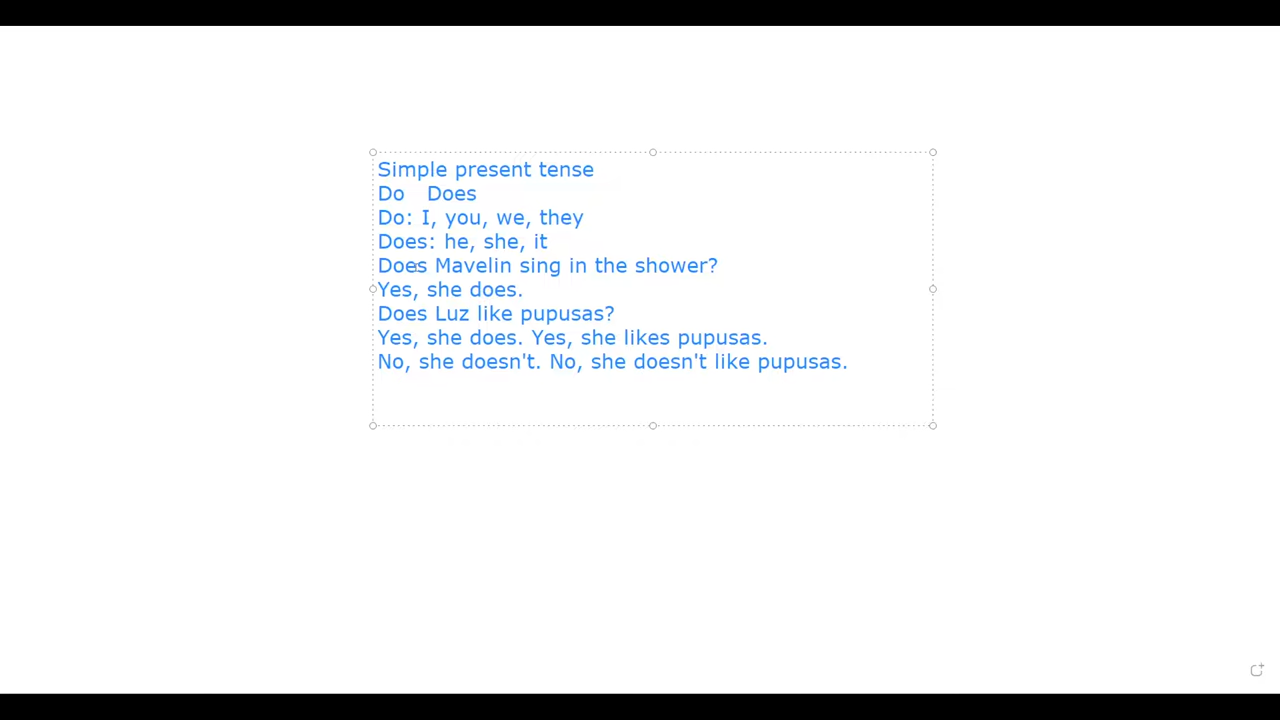 Simple present tense
Do   Does
Do: I, you, we, they
Does: he, she, it
Does Mavelin sing in the shower?
Yes, she does.
Does Luz like pupusas?
Yes, she does. Yes, she likes pupusas.
No, she doesn't. No, she doesn't like pupusas.